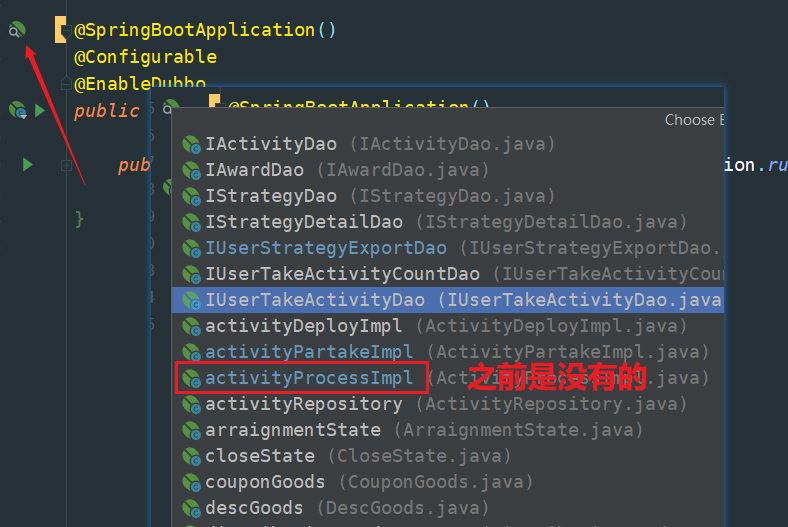 @SpringBootApplication()
@Configurable
@EnableDubbo
public
@SpringBootApplication()
Choose
pub
ion.ru
}
IActivityDao (IActivityDao.java)
IAwardDao (IAwardDao.java)
IStrategyDao (IStrategyDao.java)
IStrategyDetailDao (IStrategyDetailDao.java)
IUserStrategyExportDao (IUserStrategyExportDao.
IUserTakeActivityCountDao (IUserTakeActivityCou
IUserTakeActivityDao (IUserTakeActivityDao.java
activityDeployImpl (ActivityDeployImpl.java)
activityPartakeImpl (ActivityPartakeImpl.java)
activityProcessImpl (ActivityProcessImpl.java)
之前是没有的
activityRepository (ActivityRepository.java)
arraignmentState (ArraignmentState.java)
closeState (CloseState.java)
couponGoods (CouponGoods.java)
descGoods (DescGoods.java)